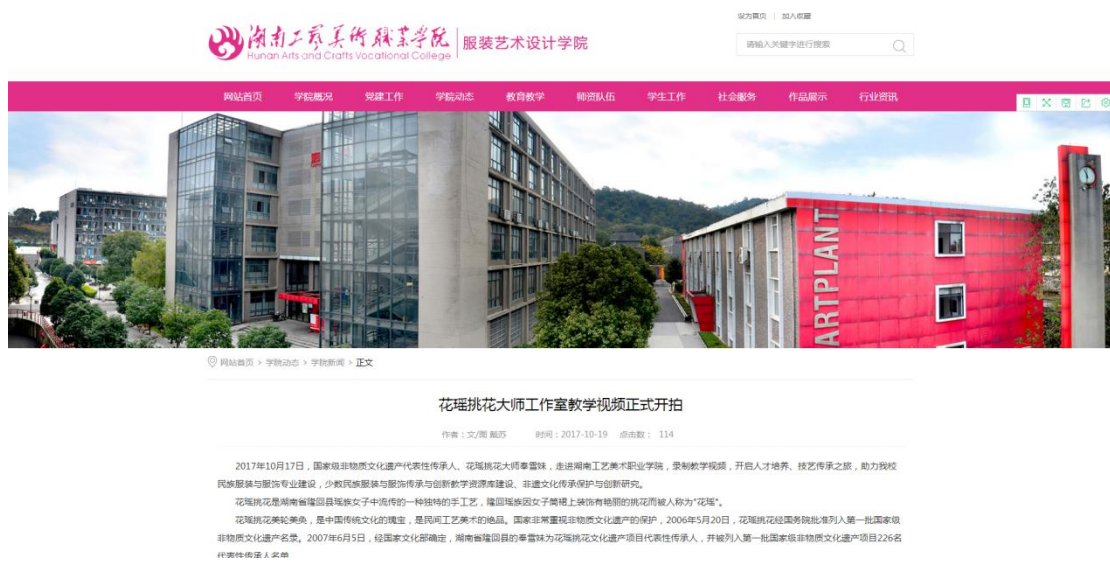 设为首页 | 加入收藏
湖南工艺美术职业学院 服装艺术设计学院
Hunan Arts and Crafts Vocational College
请输入关键字进行搜索
网站首页 学院概况 党建工作 学院动态 教育教学 师资队伍 学生工作 社会服务 作品展示 行业资讯
ARTPLANT
网站首页 > 学院动态 > 学院新闻 > 正文
花瑶挑花大师工作室教学视频正式开拍
作者：文/图 甄苏 时间：2017-10-19 点击数： 114
2017年10月17日，国家级非物质文化遗产代表性传承人、花瑶挑花大师奉雪妹，走进湖南工艺美术职业学院，录制教学视频，开启人才培养、技艺传承之旅，助力我校
民族服装与服饰专业建设，少数民族服装与服饰传承与创新教学资源库建设、非遗文化传承保护与创新研究。
花瑶挑花是湖南省隆回县瑶族女子中流传的一种独特的手工艺，隆回瑶族因女子筒裙上装饰有艳丽的挑花而被人称为“花瑶”。
花瑶挑花美轮美奂，是中国传统文化的瑰宝，是民间工艺美术的绝品。国家非常重视非物质文化遗产的保护，2006年5月20日，花瑶挑花经国务院批准列入第一批国家级
非物质文化遗产名录。2007年6月5日，经国家文化部确定，湖南省隆回县的奉雪妹为花瑶挑花文化遗产项目代表性传承人，并被列入第一批国家级非物质文化遗产项目226名
代表性传承人名单